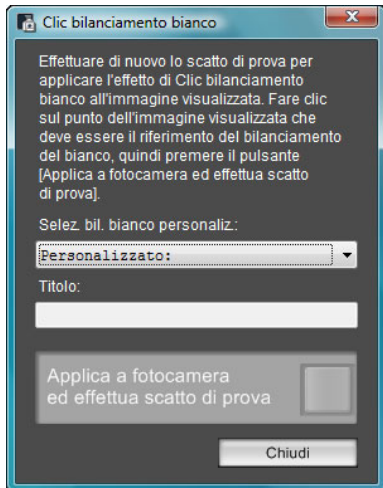 Clic bilanciamento bianco
Effettuare di nuovo lo scatto di prova per
applicare l'effetto di Clic bilanciamento
bianco all'immagine visualizzata. Fare clic
sul punto dell'immagine visualizzata che
deve essere il riferimento del bilanciamento
del bianco, quindi premere il pulsante
[Applica a fotocamera ed effettua scatto
di prova].
Selez. bil. bianco personaliz.:
Personalizzato:
Titolo:
Applica a fotocamera
ed effettua scatto di prova
Chiudi